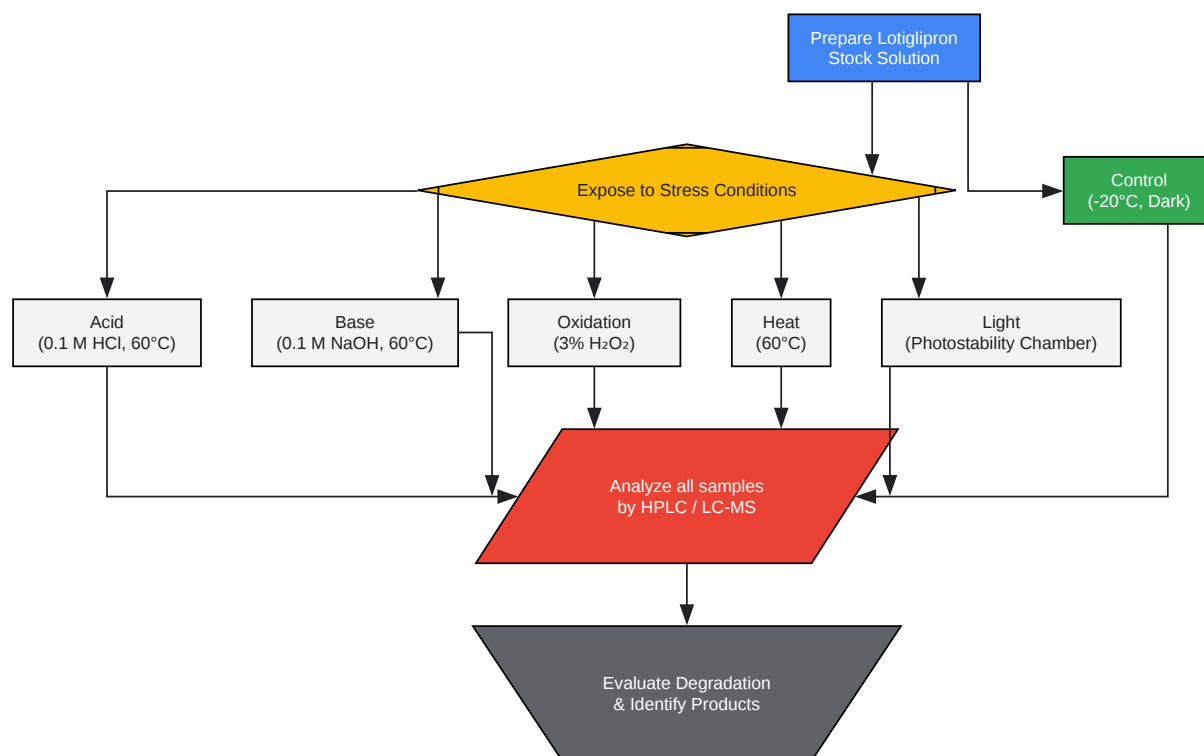 Prepare Lotiglipron
Stock Solution
Expose to Stress Conditions
Control
(-20°C, Dark)
Acid
(0.1 M HCl, 60°C)
Base
(0.1 M NaOH, 60°C)
Oxidation
(3% H₂O₂)
Heat
(60°C)
Light
(Photostability Chamber)
Analyze all samples
by HPLC / LC-MS
Evaluate Degradation
& Identify Products